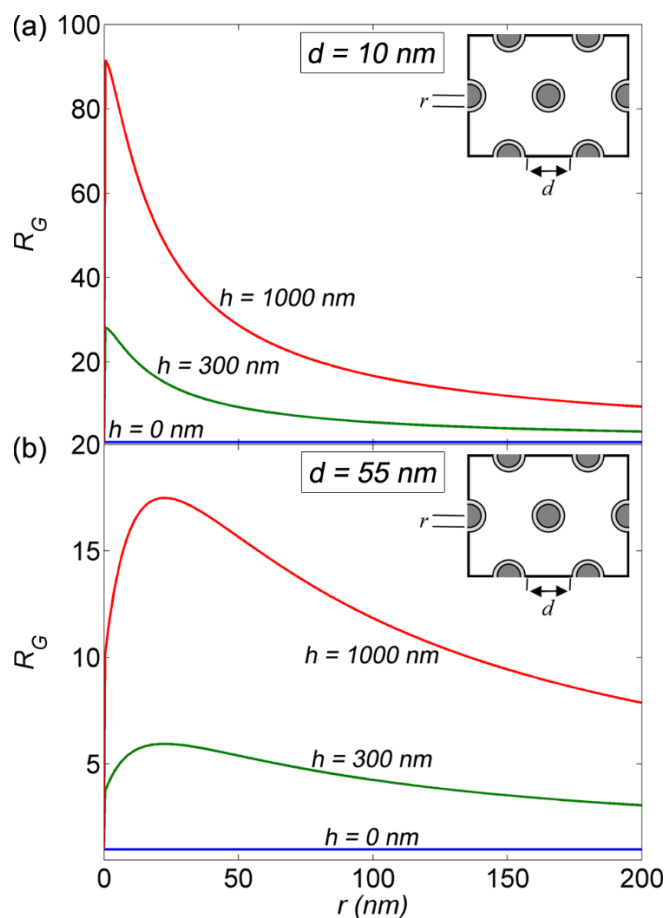 (a)
100
80
60
40
20
R_G
d = 10 nm
r
d
h = 1000 nm
h = 300 nm
h = 0 nm
(b)
20
15
10
5
R_G
d = 55 nm
r
d
h = 1000 nm
h = 300 nm
h = 0 nm
0 50 100 150 200
r (nm)